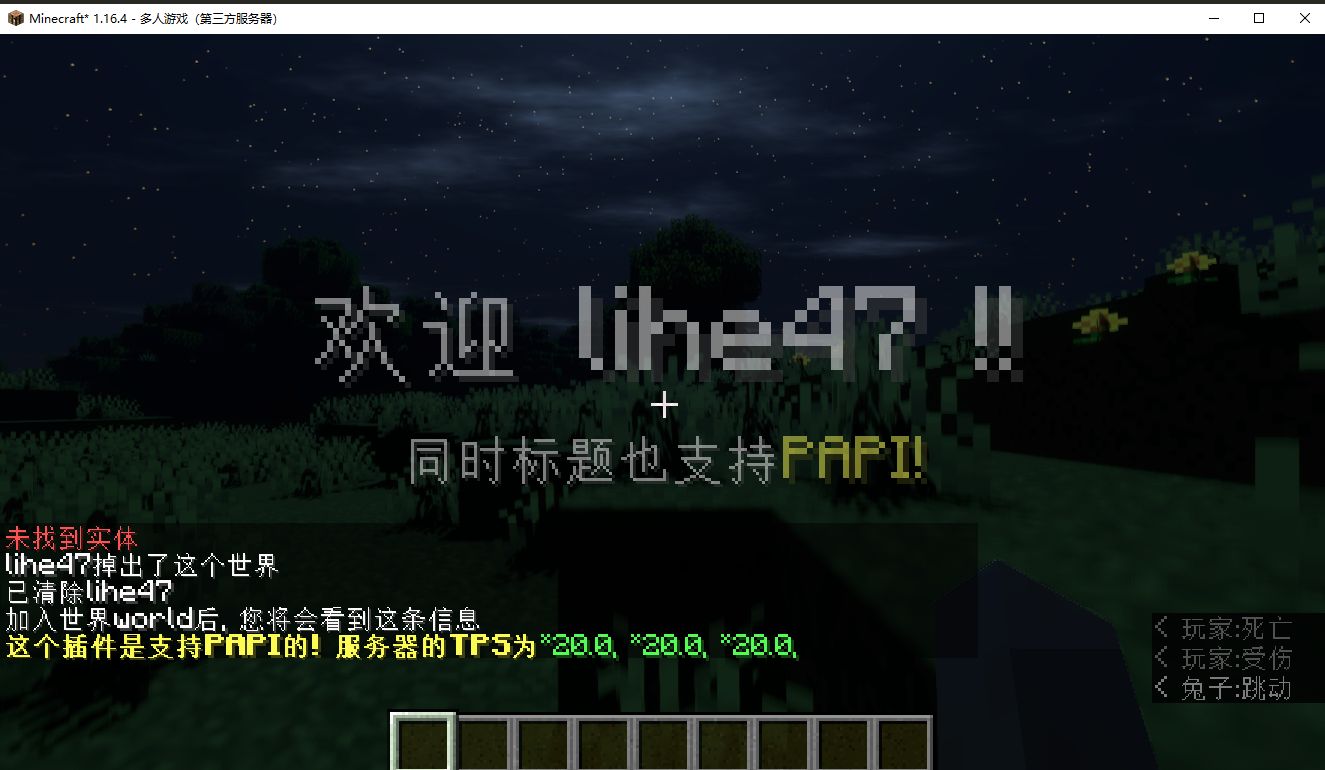 Minecraft* 1.16.4 - 多人游戏（第三方服务器）
欢迎 lihe47 !!
同时标题也支持PAPI!
未找到实体
lihe47掉出了这个世界
已清除lihe47
加入世界world后, 您将会看到这条信息
这个插件是支持PAPI的! 服务器的TPS为*20.0, *20.0, *20.0,
< 玩家:死亡
< 玩家:受伤
< 兔子:跳动